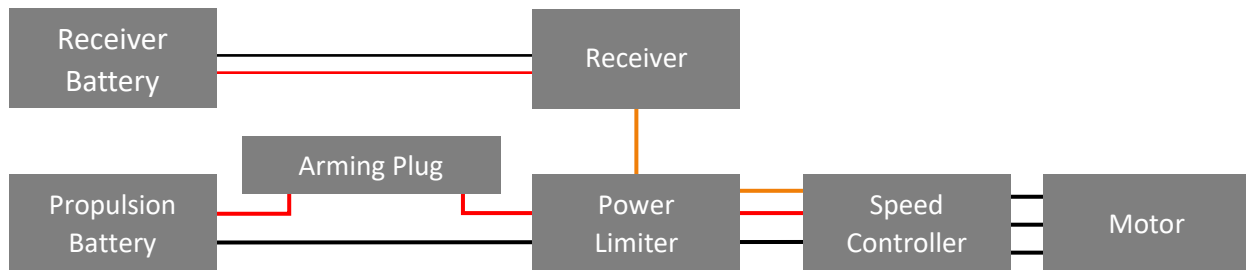 Receiver
Battery
Receiver
Arming Plug
Propulsion
Battery
Power
Limiter
Speed
Controller
Motor